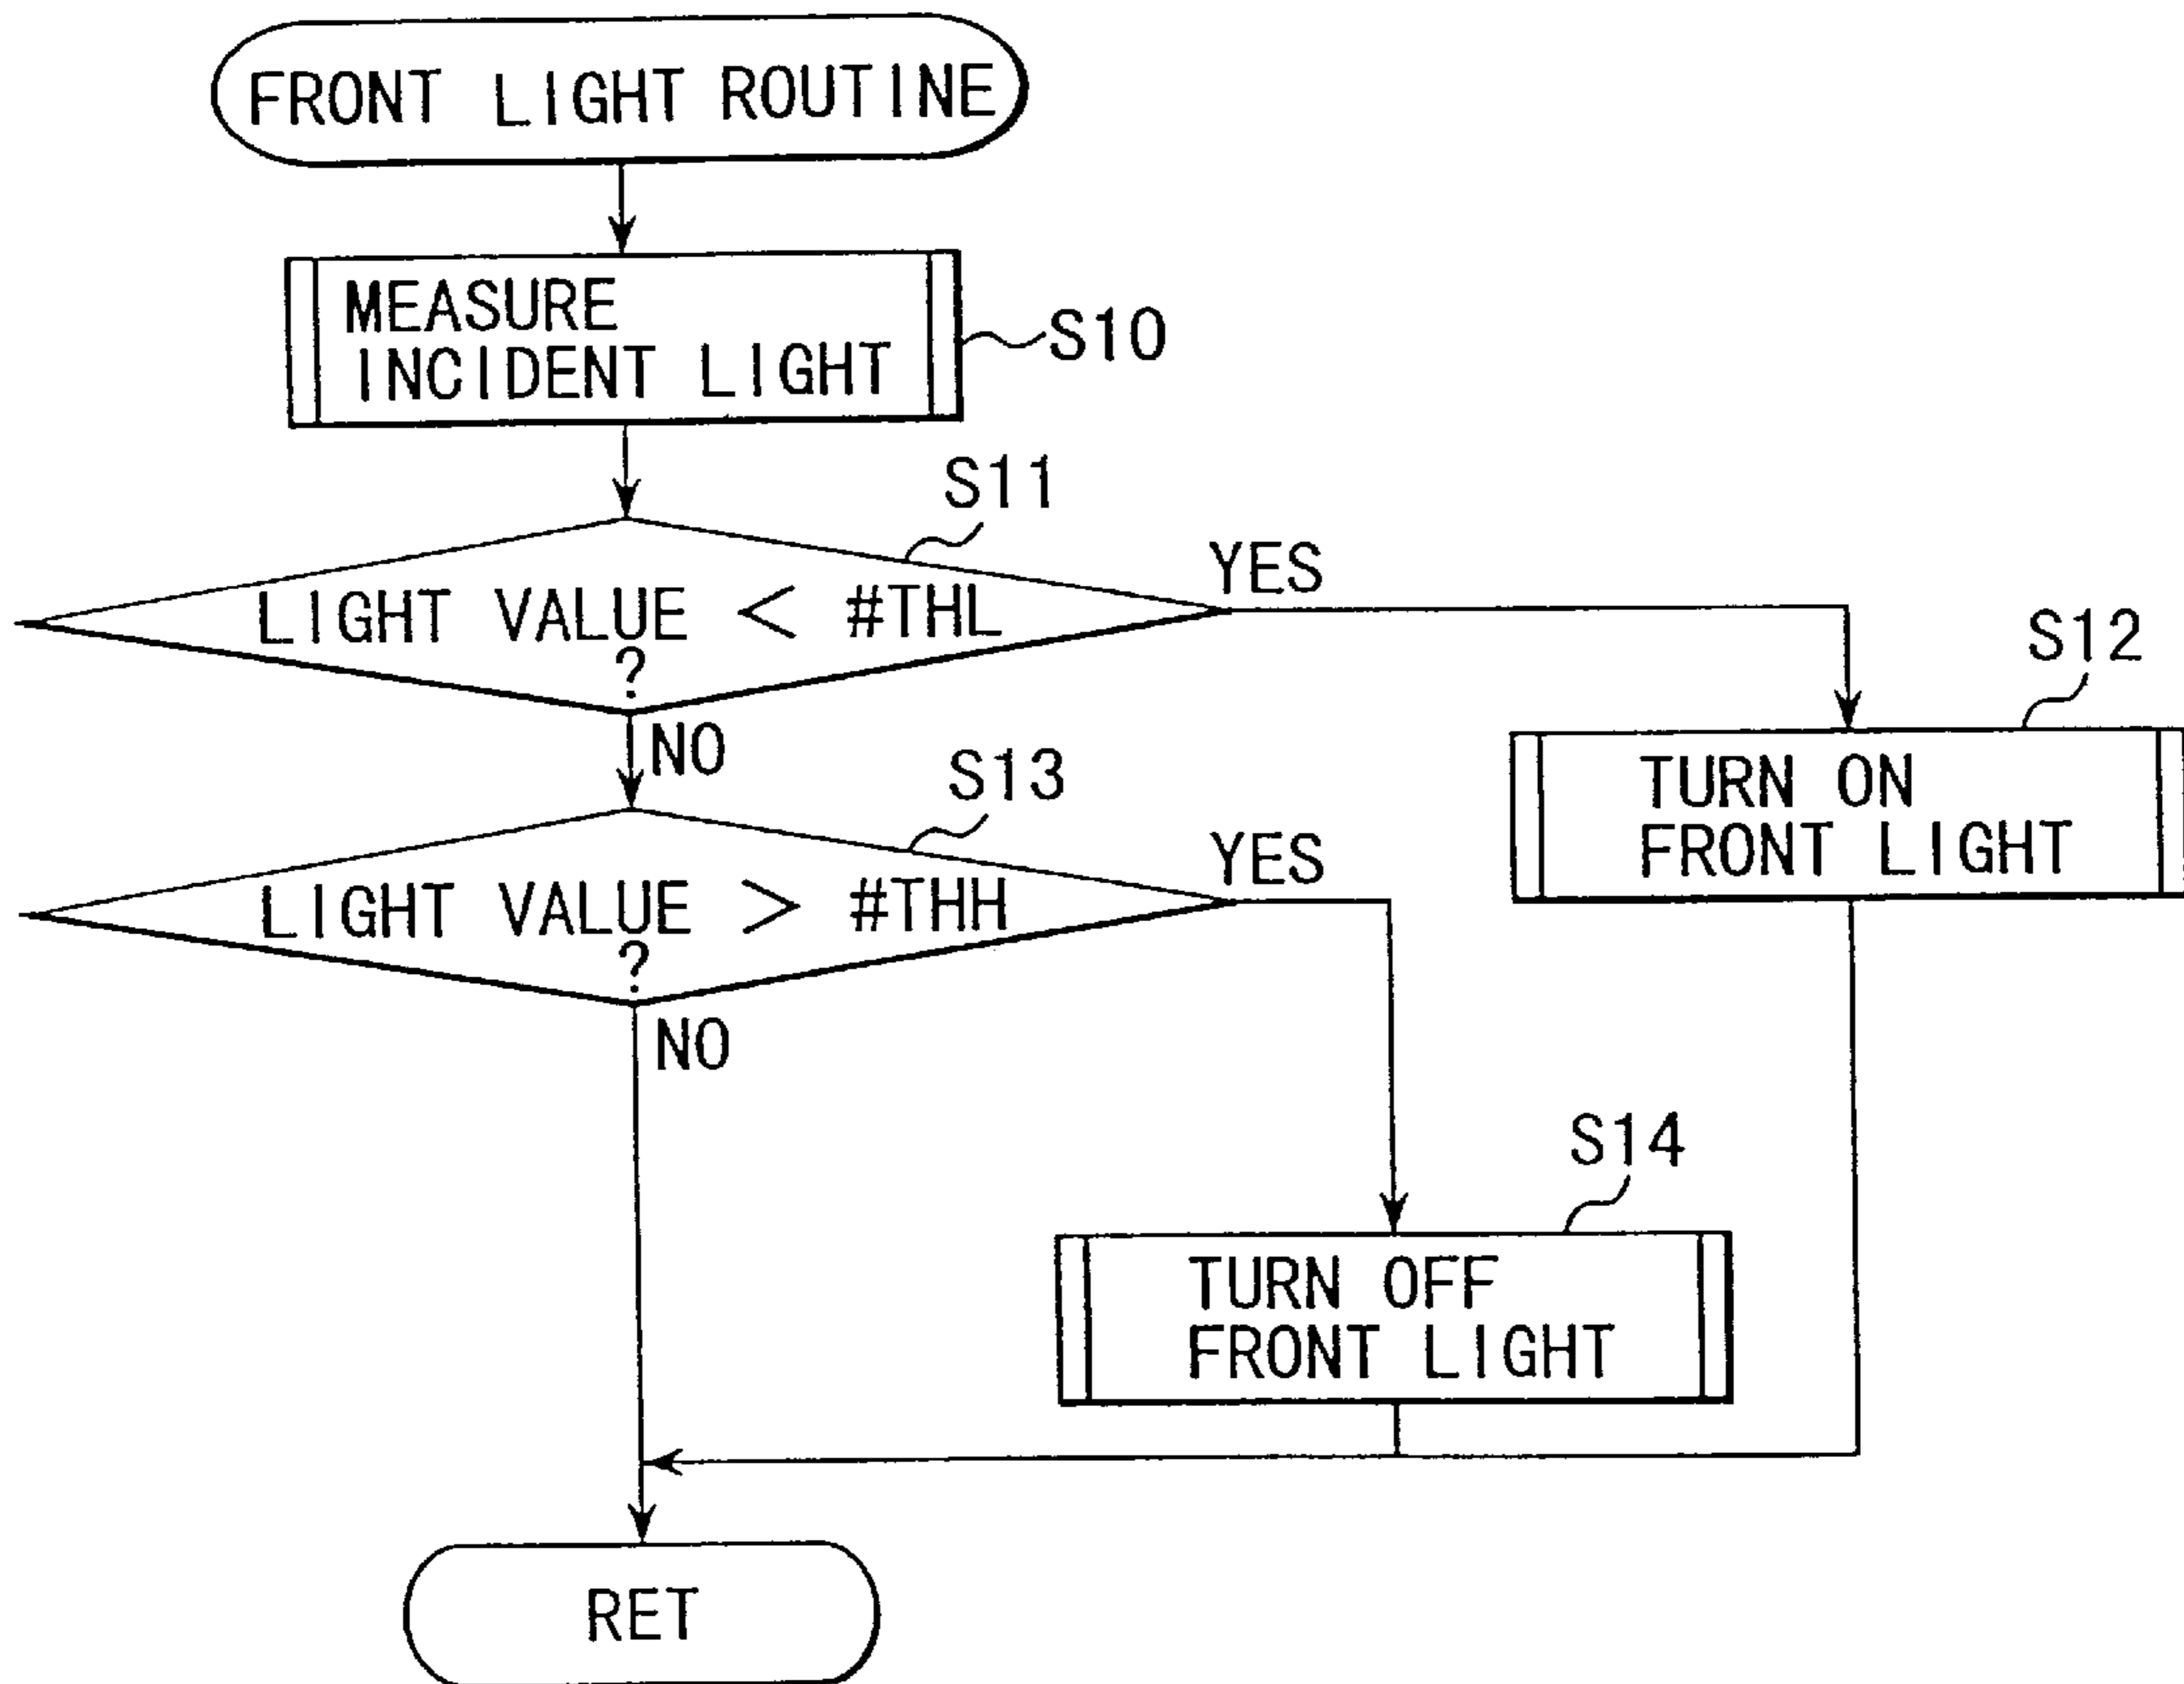 FRONT LIGHT ROUTINE
MEASURE
INCIDENT LIGHT
S10
S11
LIGHT VALUE < #THL
?
YES
NO
S12
TURN ON
FRONT LIGHT
S13
LIGHT VALUE > #THH
?
YES
NO
S14
TURN OFF
FRONT LIGHT
RET